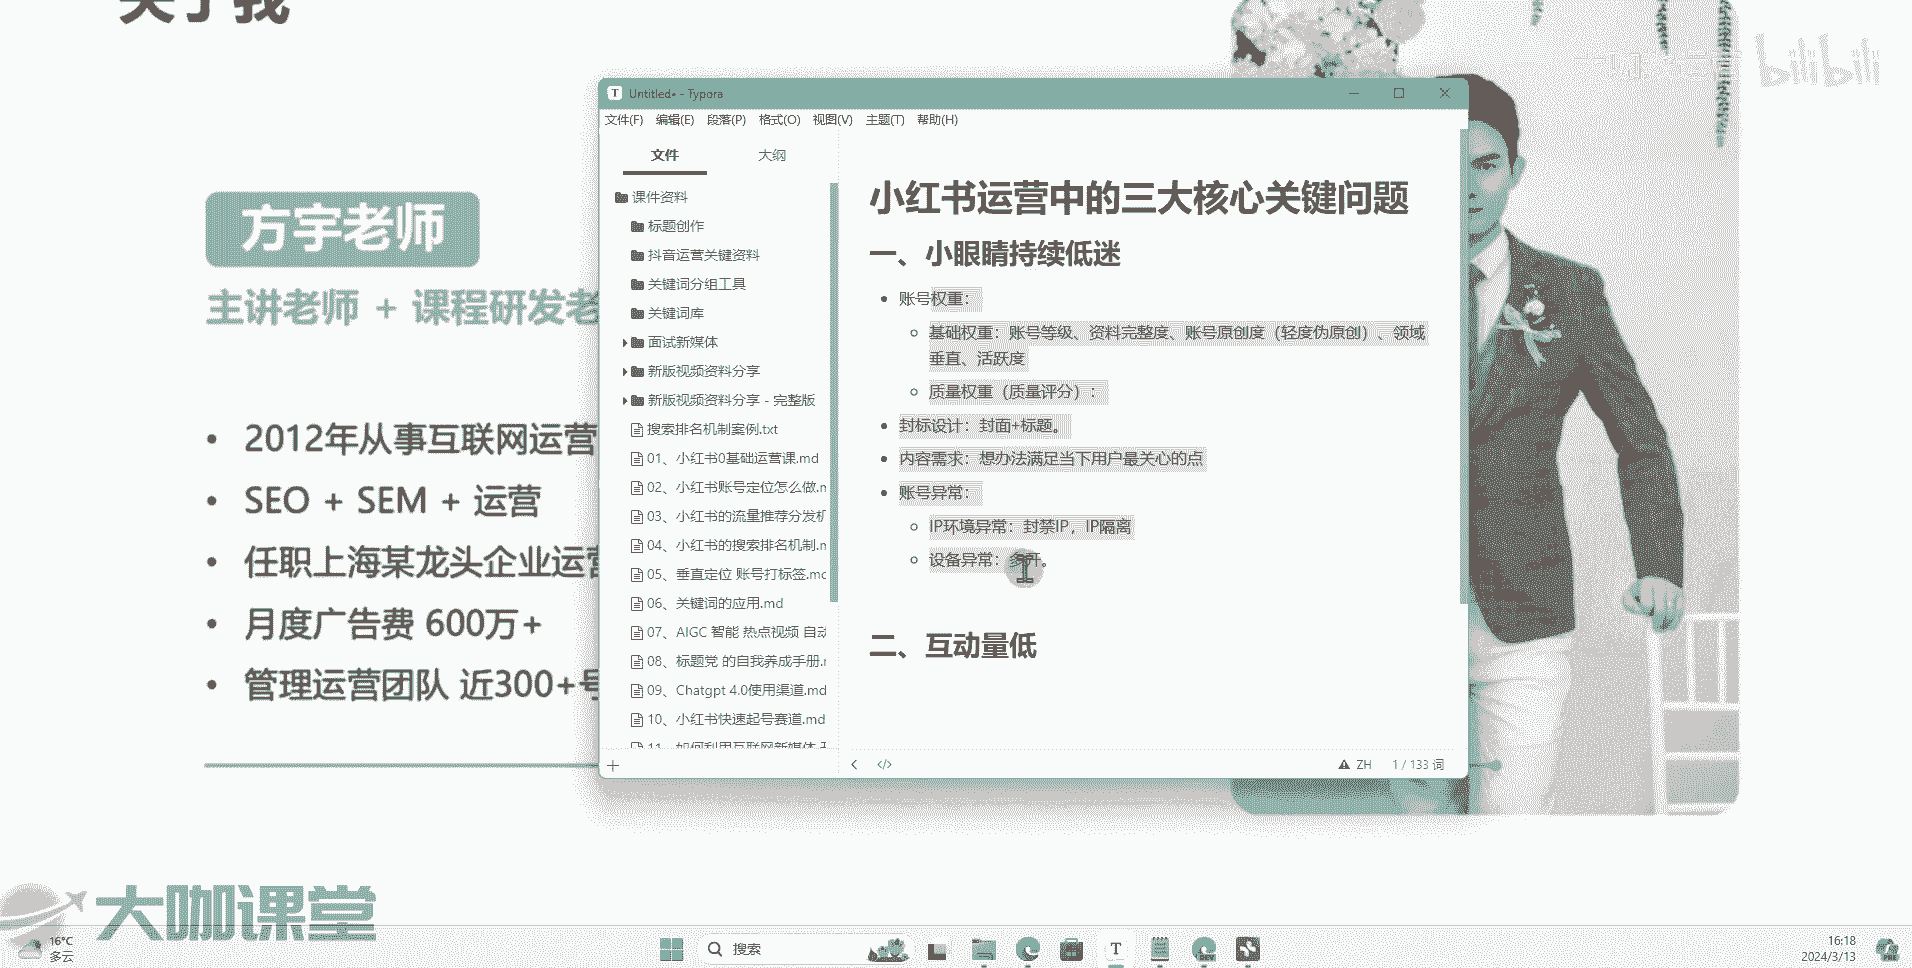 关于我
bilibili
方宇老师
主讲老师 + 课程研发老
2012年从事互联网运营
SEO + SEM + 运营
任职上海某龙头企业运营
月度广告费 600万+
管理运营团队 近300+号
大咖课堂
Untitled• - Typora
文件(F) 编辑(E) 段落(P) 格式(O) 视图(V) 主题(T) 帮助(H)
文件 大纲
课件资料
标题创作
抖音运营关键资料
关键词分组工具
关键词库
面试新媒体
新版视频资料分享
新版视频资料分享 - 完整版
搜索排名机制案例.txt
01、小红书0基础运营课.md
02、小红书账号定位怎么做.m
03、小红书的流量推荐分发机
04、小红书的搜索排名机制.m
05、垂直定位 账号打标签.md
06、关键词的应用.md
07、AIGC 智能 热点视频 自动
08、标题党 的自我养成手册.m
09、Chatgpt 4.0使用渠道.md
10、小红书快速起号赛道.md
11、如何利用互联网新媒体
小红书运营中的三大核心关键问题
一、小眼睛持续低迷
账号权重：
基础权重：账号等级、资料完整度、账号原创度（轻度伪原创）、领域
垂直、活跃度
质量权重（质量评分）：
封标设计：封面+标题。
内容需求：想办法满足当下用户最关心的点
账号异常：
IP环境异常：封禁IP，IP隔离
设备异常：多开。
二、互动量低
ZH 1 / 133 词
16°C
多云
搜索
16:18
2024/3/13